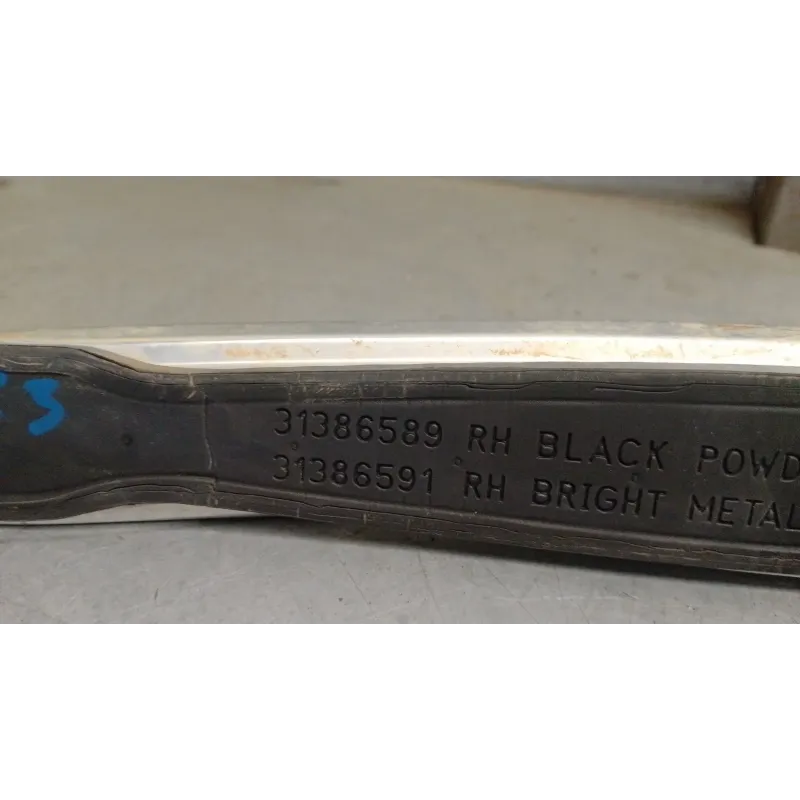 31386589 RH BLACK POWD
31386591 RH BRIGHT METAL